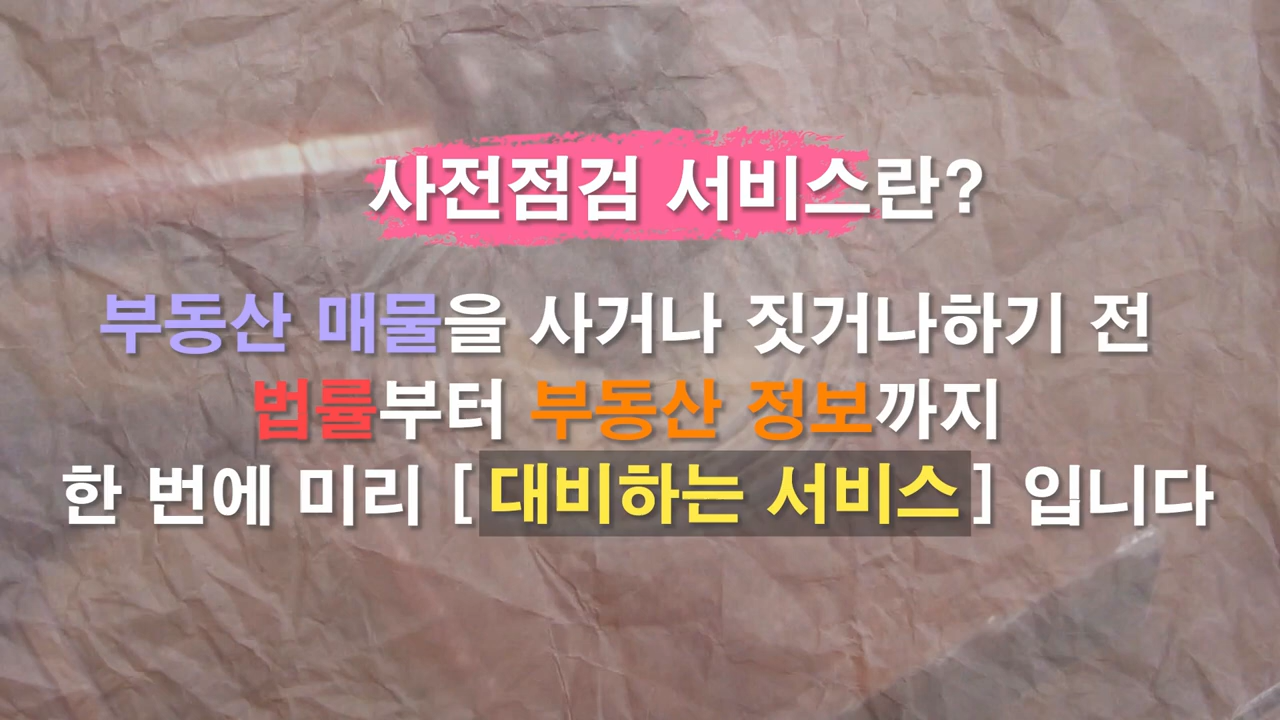 사전점검 서비스란?
부동산 매물을 사거나 짓거나하기 전
법률부터 부동산 정보까지
한 번에 미리 [대비하는 서비스] 입니다